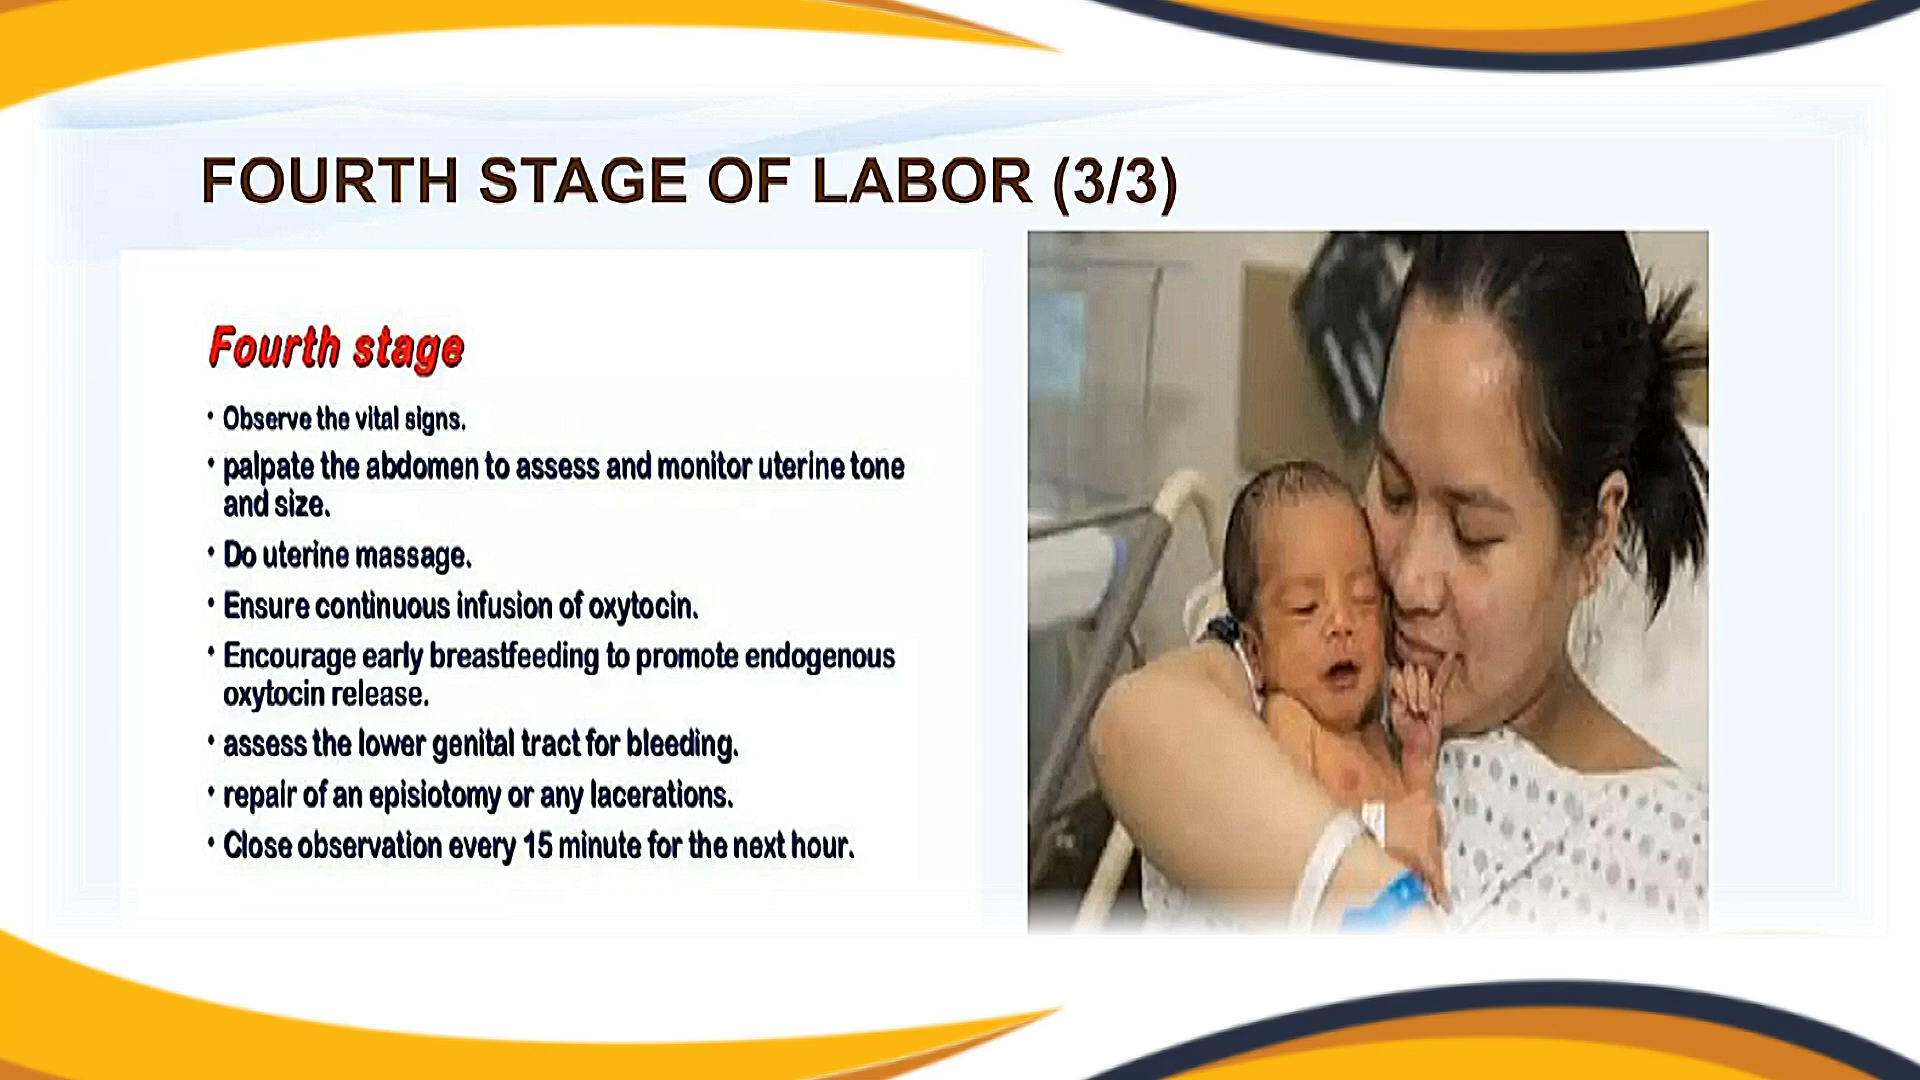 FOURTH STAGE OF LABOR (3/3)
Fourth stage
• Observe the vital signs.
• palpate the abdomen to assess and monitor uterine tone
and size.
• Do uterine massage.
• Ensure continuous infusion of oxytocin.
• Encourage early breastfeeding to promote endogenous
oxytocin release.
• assess the lower genital tract for bleeding.
• repair of an episiotomy or any lacerations.
• Close observation every 15 minute for the next hour.